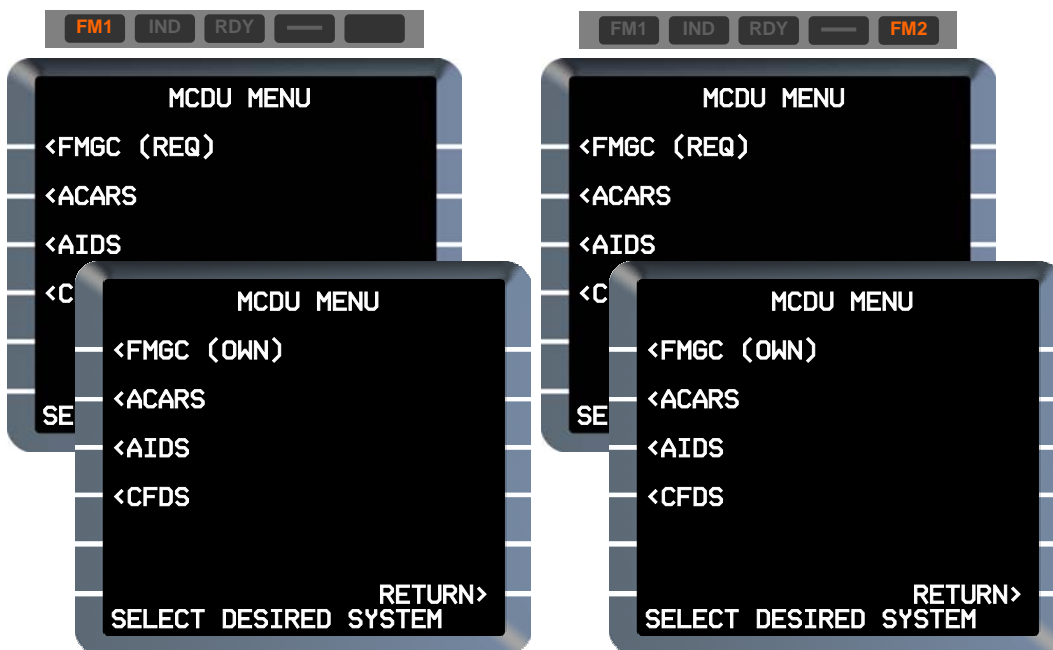 FM1 IND RDY
MCDU MENU
<FMGC (REQ)
<ACARS
<AIDS
<C
SE
MCDU MENU
<FMGC (OWN)
<ACARS
<AIDS
<CFDS
RETURN>
SELECT DESIRED SYSTEM
FM1 IND RDY FM2
MCDU MENU
<FMGC (REQ)
<ACARS
<AIDS
<C
SE
MCDU MENU
<FMGC (OWN)
<ACARS
<AIDS
<CFDS
RETURN>
SELECT DESIRED SYSTEM